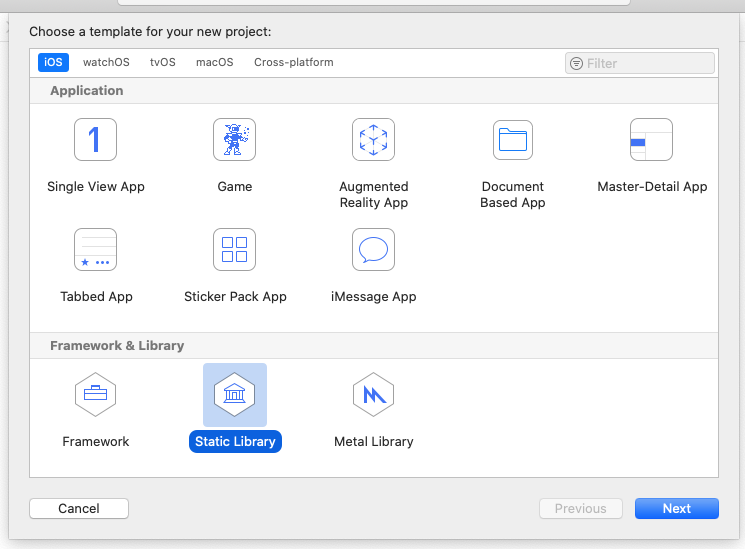 Choose a template for your new project:
iOS watchOS tvOS macOS Cross-platform Filter
Application
1
Single View App Game Augmented Reality App Document Based App Master-Detail App
Tabbed App Sticker Pack App iMessage App
Framework & Library
Framework Static Library Metal Library
Cancel Previous Next